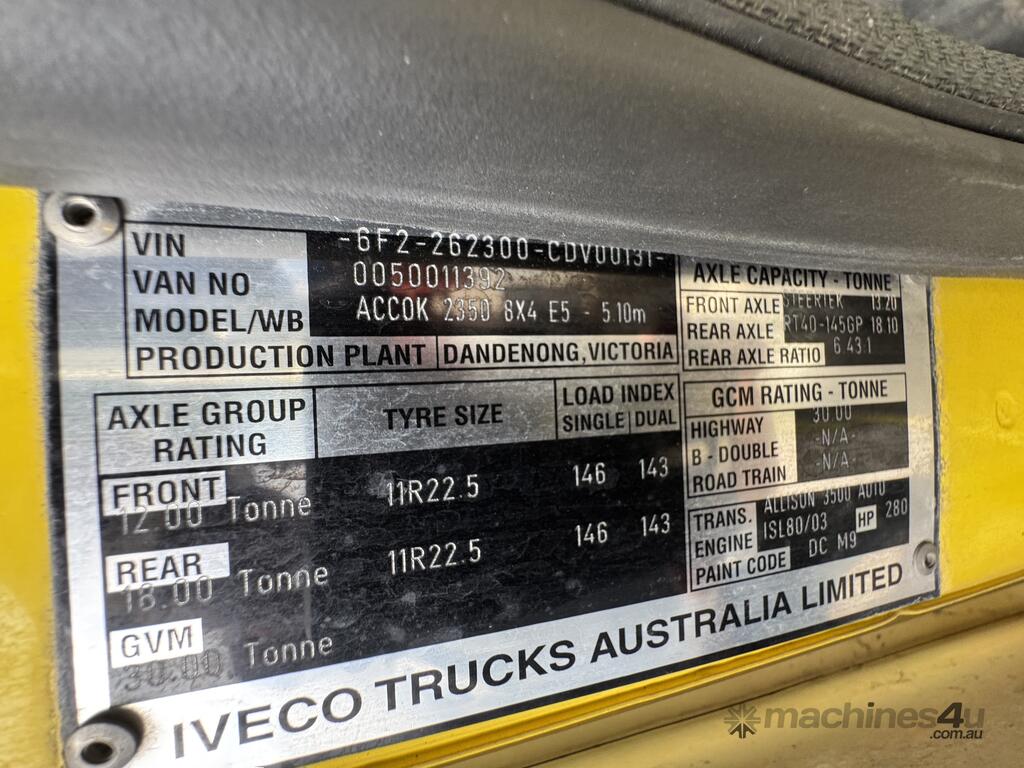 VIN -6F2-262300-CDV00131-
VAN NO 0050011392
MODEL/WB ACCOK 2350 8X4 E5 - 5.10m
PRODUCTION PLANT DANDENONG, VICTORIA
AXLE CAPACITY - TONNE
FRONT AXLE STEERTEK 13.20
REAR AXLE RT40-145GP 18.10
REAR AXLE RATIO 6.43.1
AXLE GROUP RATING TYRE SIZE LOAD INDEX
SINGLE DUAL
FRONT
12.00 Tonne 11R22.5 146 143
REAR
18.00 Tonne 11R22.5 146 143
GVM
30.00 Tonne
GCM RATING - TONNE
HIGHWAY 30.00
B - DOUBLE -N/A-
ROAD TRAIN -N/A-
TRANS. ALLISON 3500 AUTO
ENGINE ISL80/03 HP 280
PAINT CODE DC M9
IVECO TRUCKS AUSTRALIA LIMITED
machines4u
.com.au